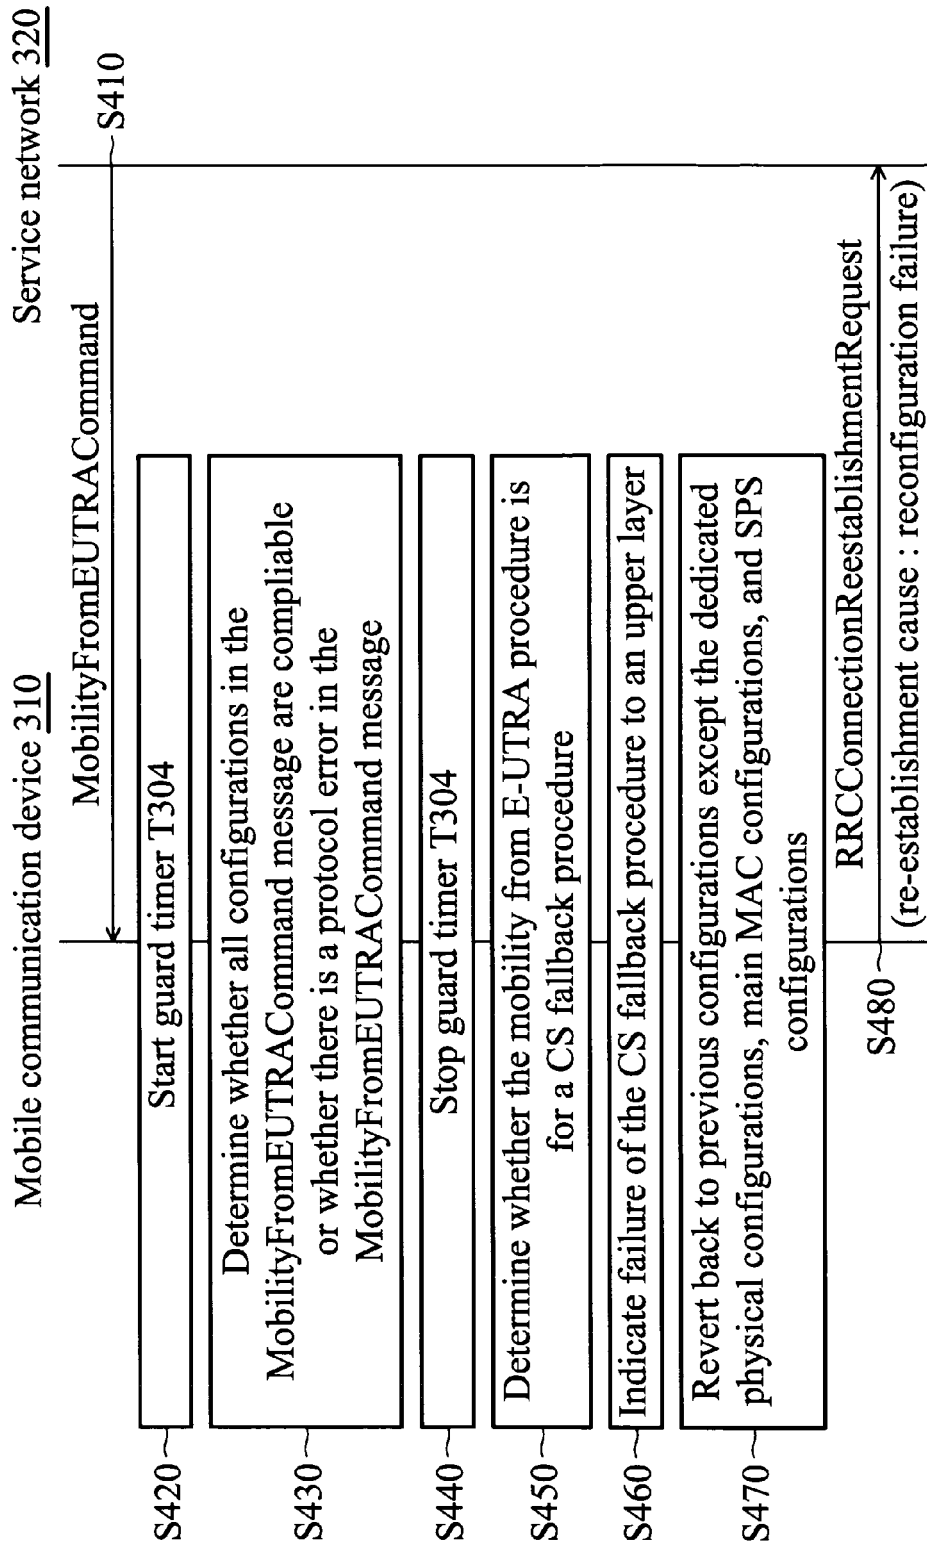 Mobile communication device 310
Service network 320
MobilityFromEUTRACommand
S410
S420
Start guard timer T304
S430
Determine whether all configurations in the
MobilityFromEUTRACommand message are compliable
or whether there is a protocol error in the
MobilityFromEUTRACommand message
S440
Stop guard timer T304
S450
Determine whether the mobility from E-UTRA procedure is
for a CS fallback procedure
S460
Indicate failure of the CS fallback procedure to an upper layer
S470
Revert back to previous configurations except the dedicated
physical configurations, main MAC configurations, and SPS
configurations
RRCConnectionReestablishmentRequest
S480
(re-establishment cause : reconfiguration failure)